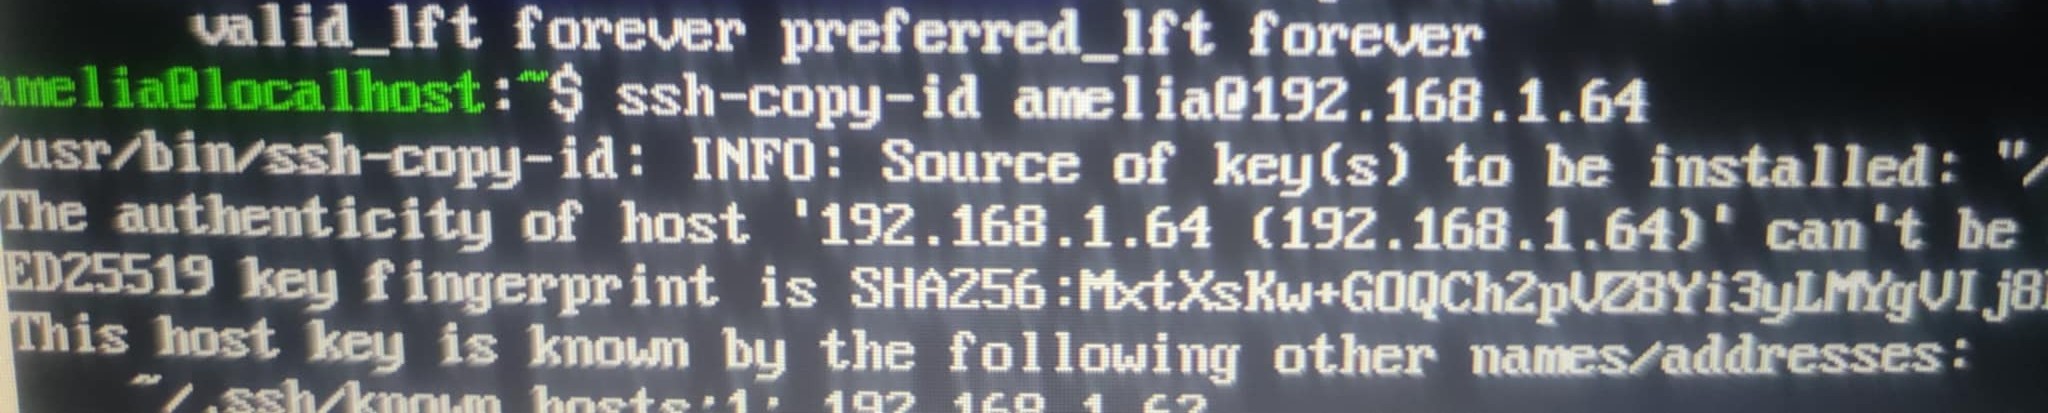 valid_lft forever preferred_lft forever
amelia@localhost:~$ ssh-copy-id amelia@192.168.1.64
/usr/bin/ssh-copy-id: INFO: Source of key(s) to be installed: "/
The authenticity of host '192.168.1.64 (192.168.1.64)' can't be
ED25519 key fingerprint is SHA256:MxtXsKw+G0QCh2pVZ8Yi3yLMYgVIj8
This host key is known by the following other names/addresses:
~/.ssh/known_hosts:1: 192.168.1.62